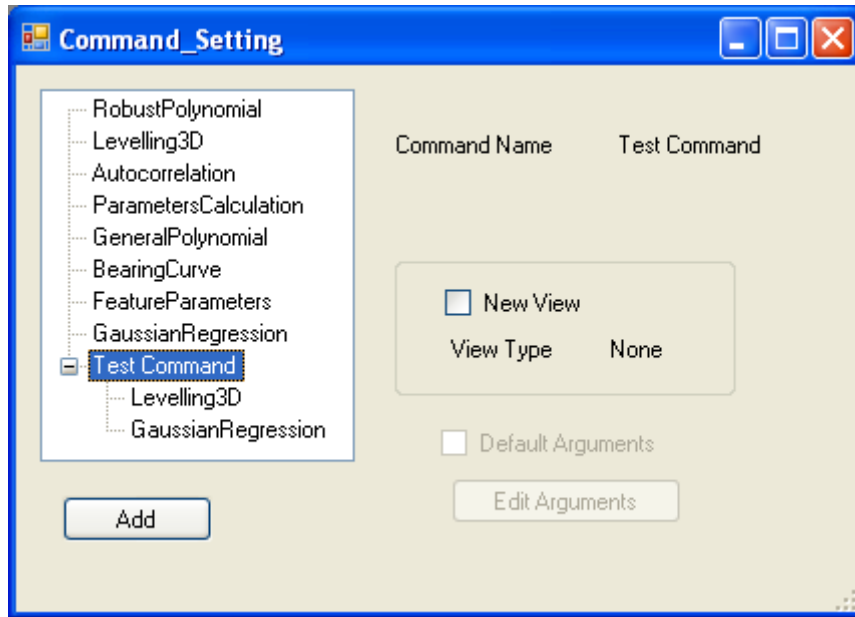 Command_Setting
RobustPolynomial
Levelling3D
Autocorrelation
ParametersCalculation
GeneralPolynomial
BearingCurve
FeatureParameters
GaussianRegression
Test Command
Levelling3D
GaussianRegression
Add
Command Name Test Command
New View
View Type None
Default Arguments
Edit Arguments